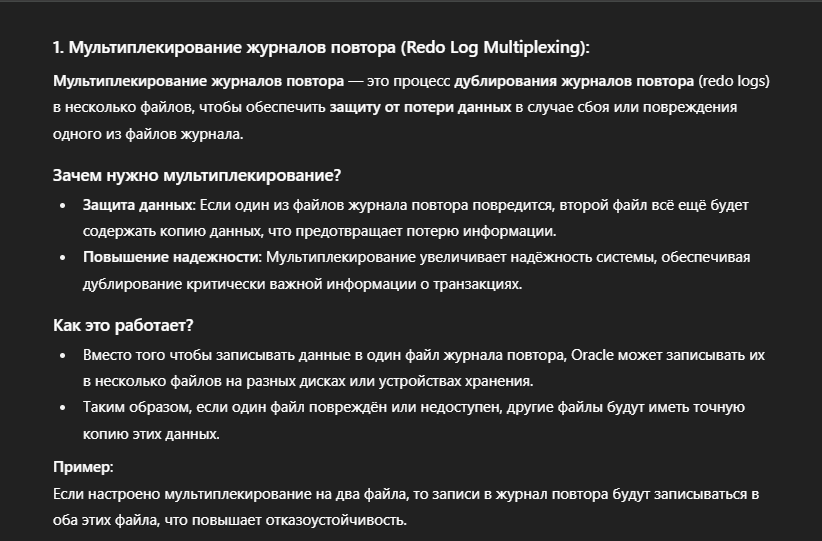 1. Мультиплекирование журналов повтора (Redo Log Multiplexing):
Мультиплекирование журналов повтора — это процесс дублирования журналов повтора (redo logs)
в несколько файлов, чтобы обеспечить защиту от потери данных в случае сбоя или повреждения
одного из файлов журнала.
Зачем нужно мультиплекирование?
• Защита данных: Если один из файлов журнала повтора повредится, второй файл всё ещё будет
содержать копию данных, что предотвращает потерю информации.
• Повышение надежности: Мультиплекирование увеличивает надёжность системы, обеспечивая
дублирование критически важной информации о транзакциях.
Как это работает?
• Вместо того чтобы записывать данные в один файл журнала повтора, Oracle может записывать их
в несколько файлов на разных дисках или устройствах хранения.
• Таким образом, если один файл повреждён или недоступен, другие файлы будут иметь точную
копию этих данных.
Пример:
Если настроено мультиплекирование на два файла, то записи в журнал повтора будут записываться в
оба этих файла, что повышает отказоустойчивость.